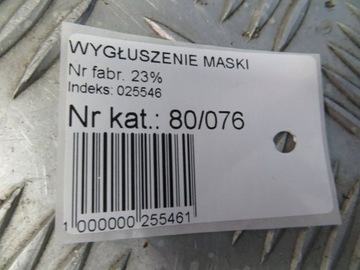 WYGŁUSZENIE MASKI
Nr fabr. 23%
Indeks: 025546
Nr kat.: 80/076
1 000000 255461